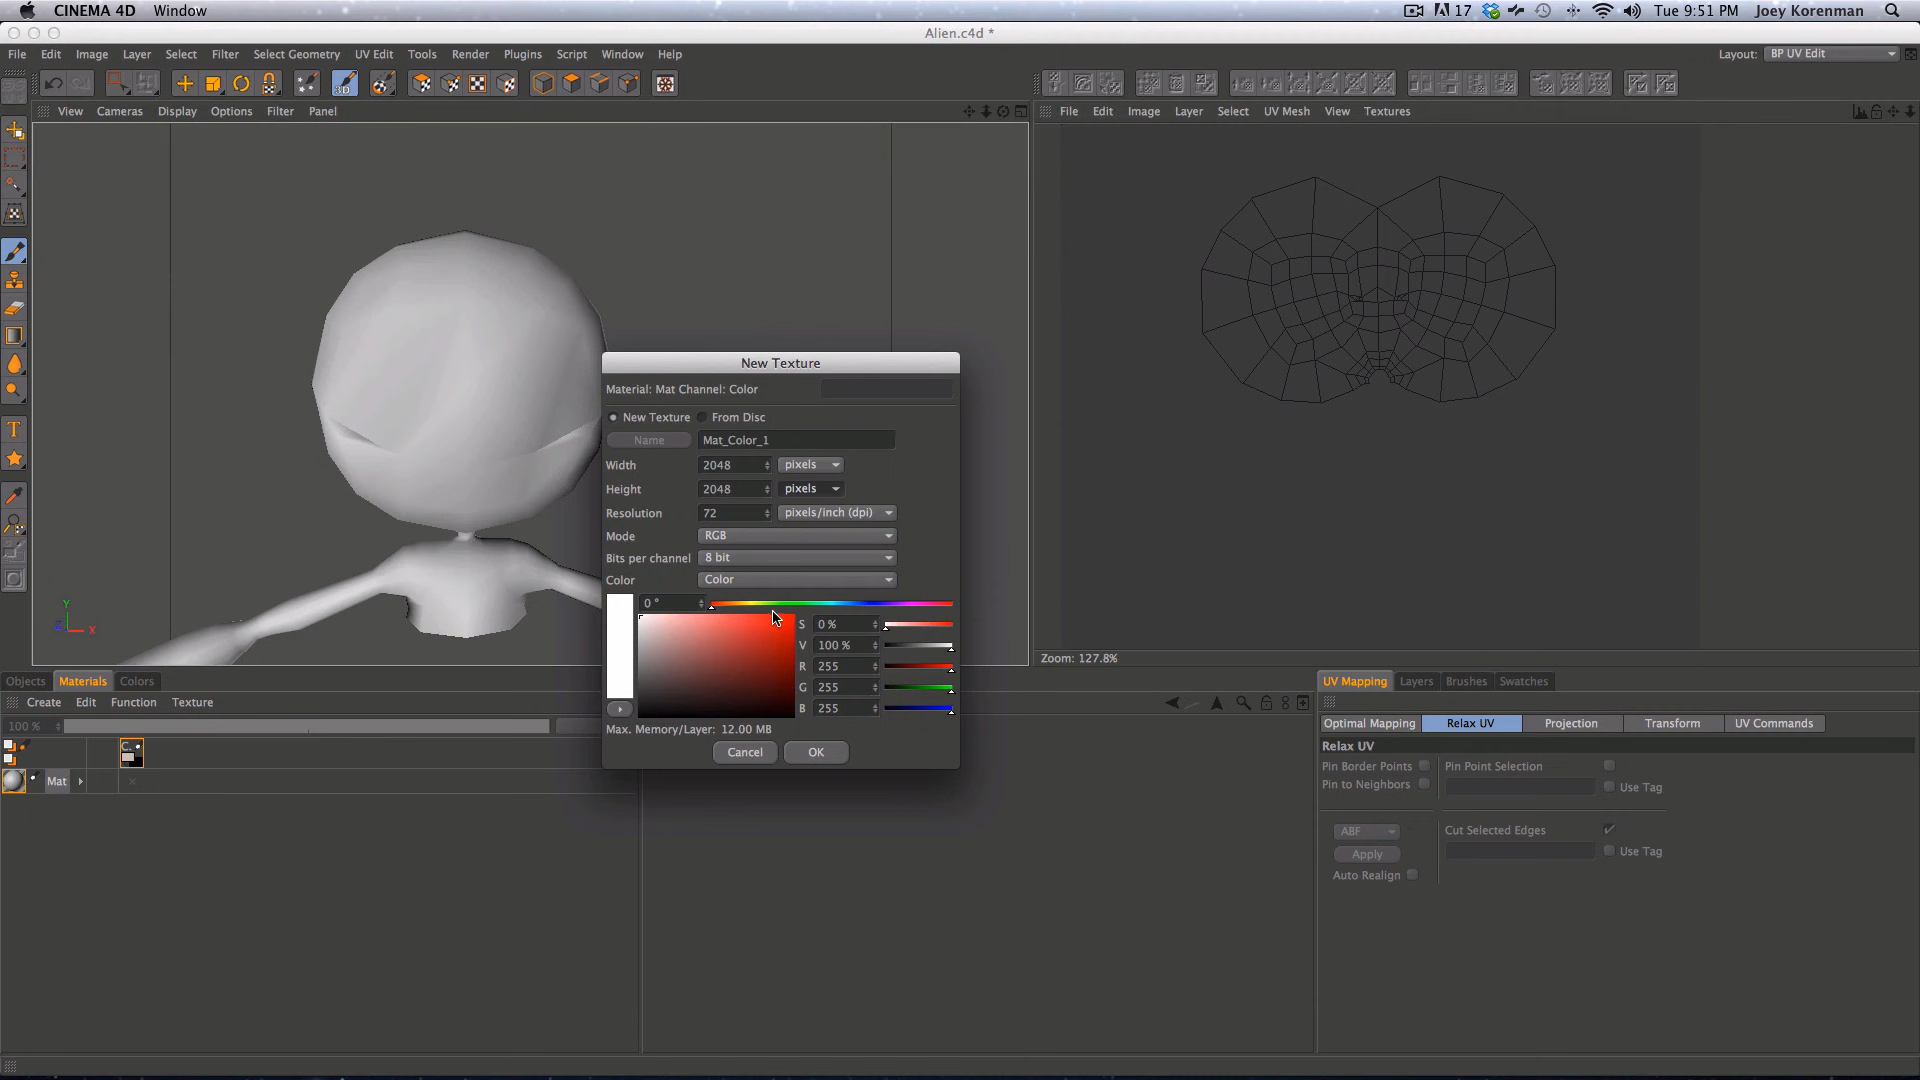 CINEMA 4D Window
17 Tue 9:51 PM Joey Korenman
Alien.c4d *
File Edit Image Layer Select Filter Select Geometry UV Edit Tools Render Plugins Script Window Help
Layout: BP UV Edit
3D
View Cameras Display Options Filter Panel
File Edit Image Layer Select UV Mesh View Textures
New Texture
Material: Mat Channel: Color
New Texture From Disc
Name Mat_Color_1
Width 2048 pixels
Height 2048 pixels
Resolution 72 pixels/inch (dpi)
Mode RGB
Bits per channel 8 bit
Color Color
0 °
S 0 %
V 100 %
R 255
G 255
B 255
Max. Memory/Layer: 12.00 MB
Cancel OK
Y
Z X
Zoom: 127.8%
Objects Materials Colors
Create Edit Function Texture
100 %
C.
Mat
UV Mapping Layers Brushes Swatches
Optimal Mapping Relax UV Projection Transform UV Commands
Relax UV
Pin Border Points Pin Point Selection
Pin to Neighbors Use Tag
ABF Cut Selected Edges
Apply Use Tag
Auto Realign